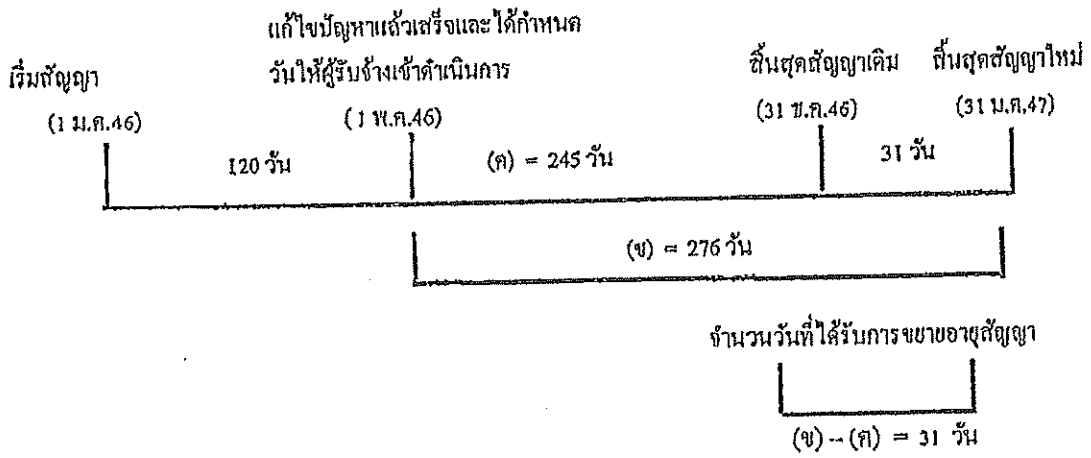 แก้ไขปัญหาแล้วเสร็จและได้กำหนด
วันให้ผู้รับจ้างเข้าดำเนินการ
เริ่มสัญญา
สิ้นสุดสัญญาเดิม
สิ้นสุดสัญญาใหม่
(1 ม.ค.46)
(1 พ.ค.46)
(31 ธ.ค.46)
(31 ม.ค.47)
120 วัน
(ค) = 245 วัน
31 วัน
(ข) = 276 วัน
จำนวนวันที่ได้รับการขยายอายุสัญญา
(ข) -- (ค) = 31 วัน